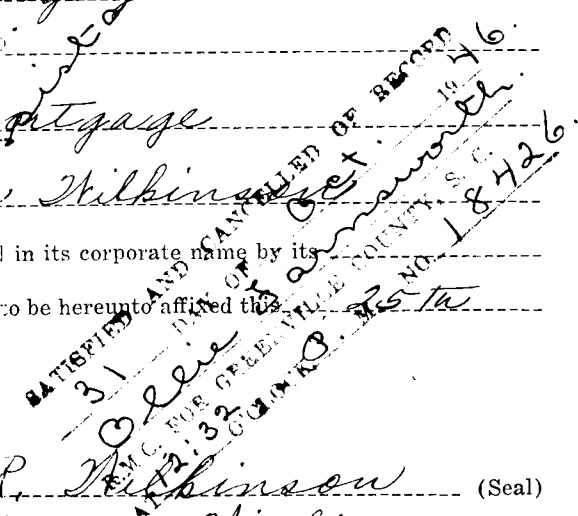 mortgage
Wilkinson
in its corporate name by its
to be hereunto affixed this 25th
R. Wilkinson (Seal)
SATISFIED AND CANCELLED OF RECORD
31 DAY OF Oct. 1946.
Ollie Farnsworth
R.M.C. FOR GREENVILLE COUNTY, S. C.
AT 12:32 O'CLOCK P. M. NO. 18426.